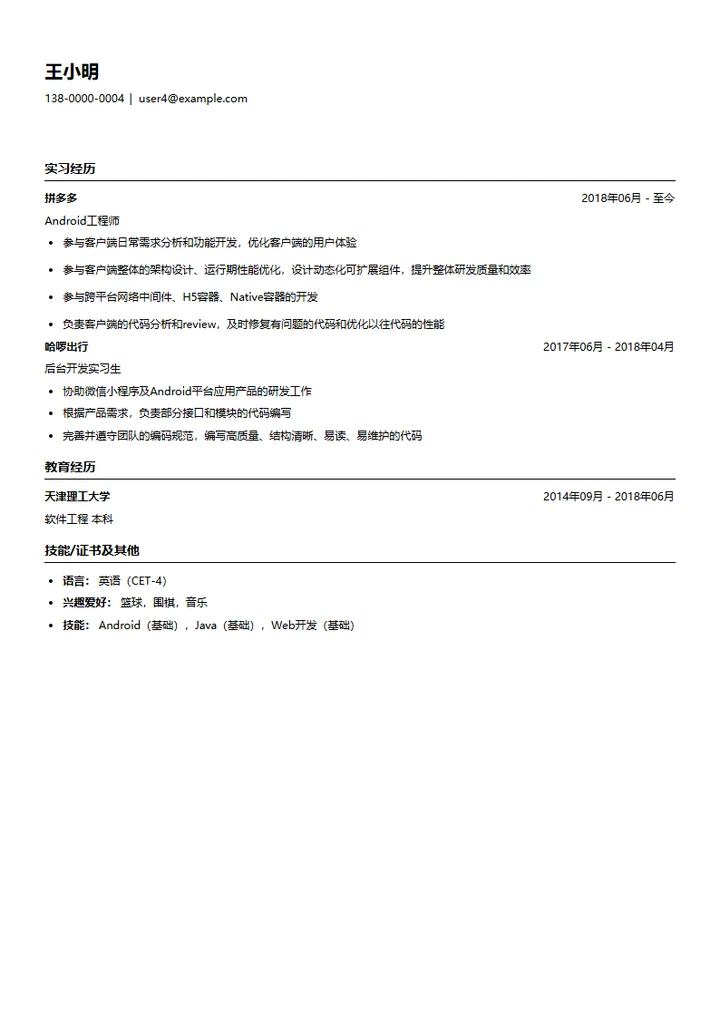 王小明
138-0000-0004 | user4@example.com
实习经历
拼多多 2018年06月 - 至今
Android工程师
• 参与客户端日常需求分析和功能开发，优化客户端的用户体验
• 参与客户端整体的架构设计、运行期性能优化，设计动态化可扩展组件，提升整体研发质量和效率
• 参与跨平台网络中间件、H5容器、Native容器的开发
• 负责客户端的代码分析和review，及时修复有问题的代码和优化以往代码的性能
哈啰出行 2017年06月 - 2018年04月
后台开发实习生
• 协助微信小程序及Android平台应用产品的研发工作
• 根据产品需求，负责部分接口和模块的代码编写
• 完善并遵守团队的编码规范，编写高质量、结构清晰、易读、易维护的代码
教育经历
天津理工大学 2014年09月 - 2018年06月
软件工程 本科
技能/证书及其他
• 语言： 英语（CET-4）
• 兴趣爱好： 篮球，围棋，音乐
• 技能： Android（基础）, Java（基础）, Web开发（基础）